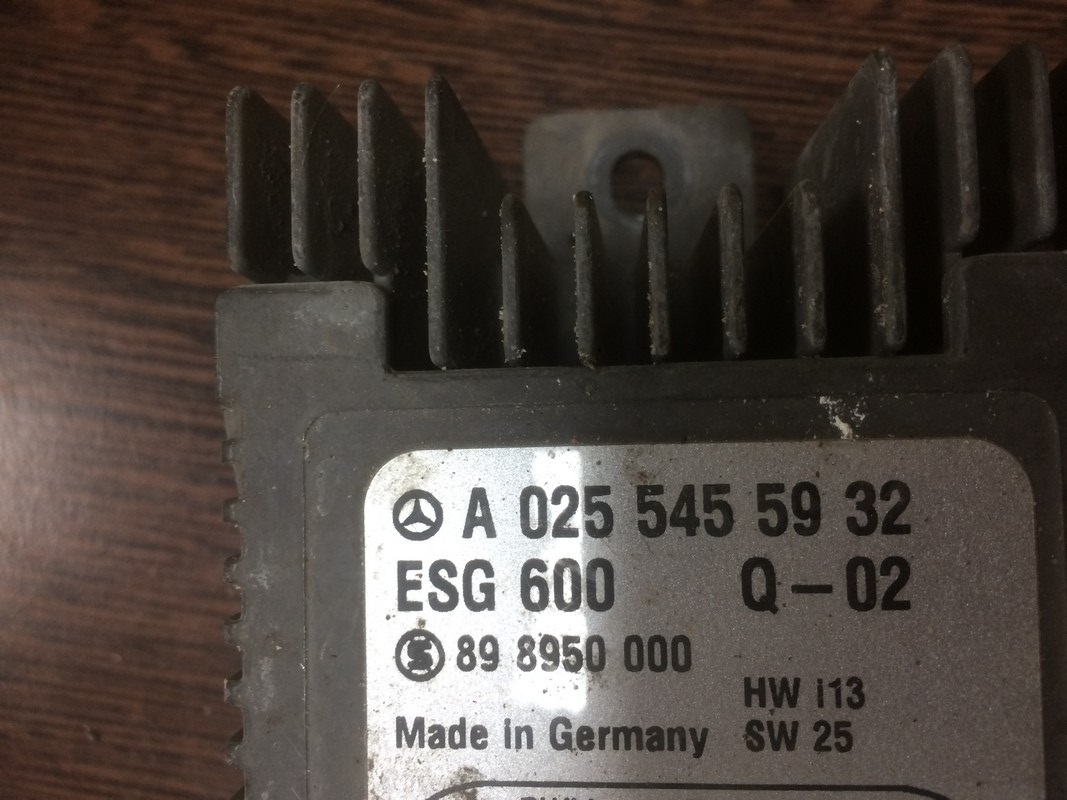 A 025 545 59 32
ESG 600 Q-02
S 89 8950 000
HW i13
Made in Germany SW 25